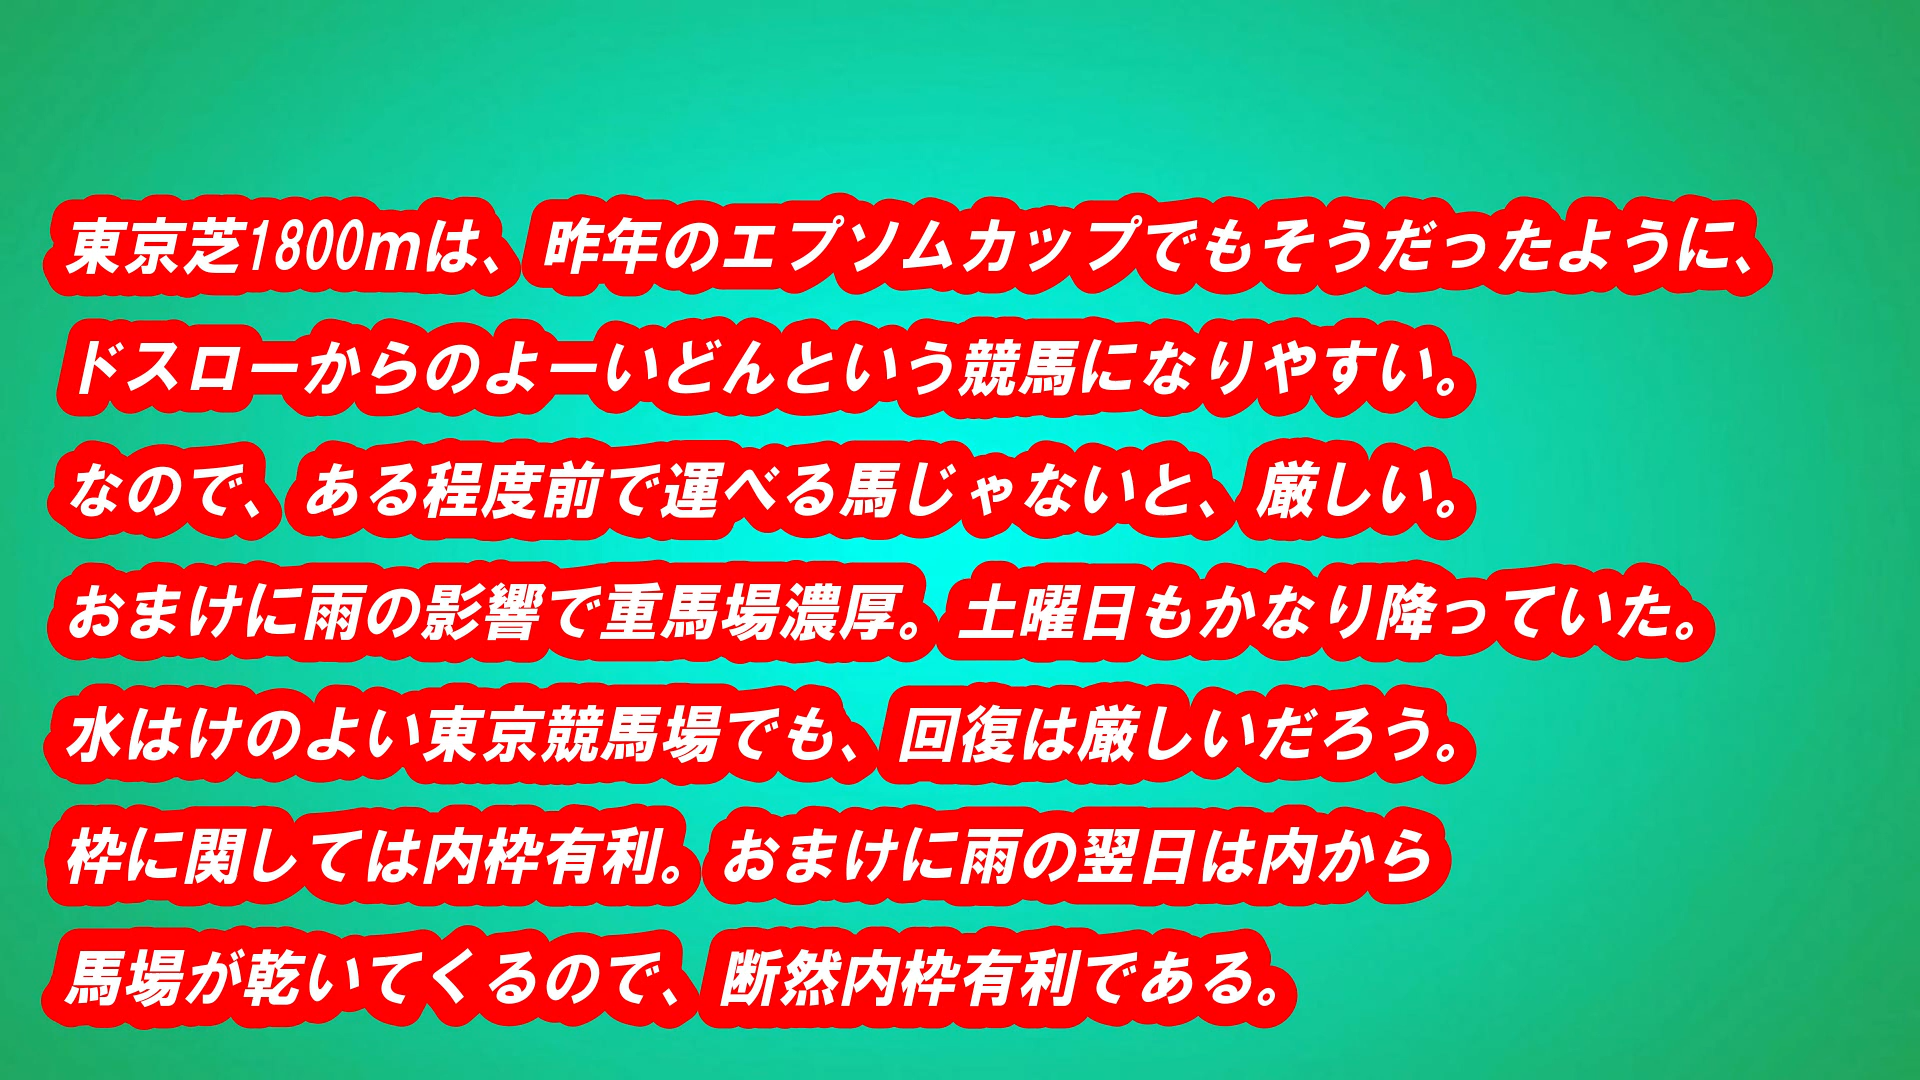 東京芝1800mは、昨年のエプソムカップでもそうだったように、
ドスローからのよーいどんという競馬になりやすい。
なので、ある程度前で運べる馬じゃないと、厳しい。
おまけに雨の影響で重馬場濃厚。土曜日もかなり降っていた。
水はけのよい東京競馬場でも、回復は厳しいだろう。
枠に関しては内枠有利。おまけに雨の翌日は内から
馬場が乾いてくるので、断然内枠有利である。